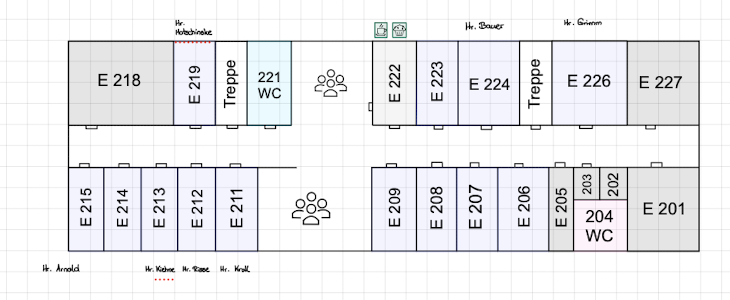 Hr.
Hotschinske
Hr. Bauer
Hr. Grimm
E 218
E 219
Treppe
221
WC
E 222
E 223
E 224
Treppe
E 226
E 227
E 215
E 214
E 213
E 212
E 211
E 209
E 208
E 207
E 206
E 205
203
202
204
WC
E 201
Hr. Arnold
Hr. Kiehne
Hr. Riese
Hr. Kroll